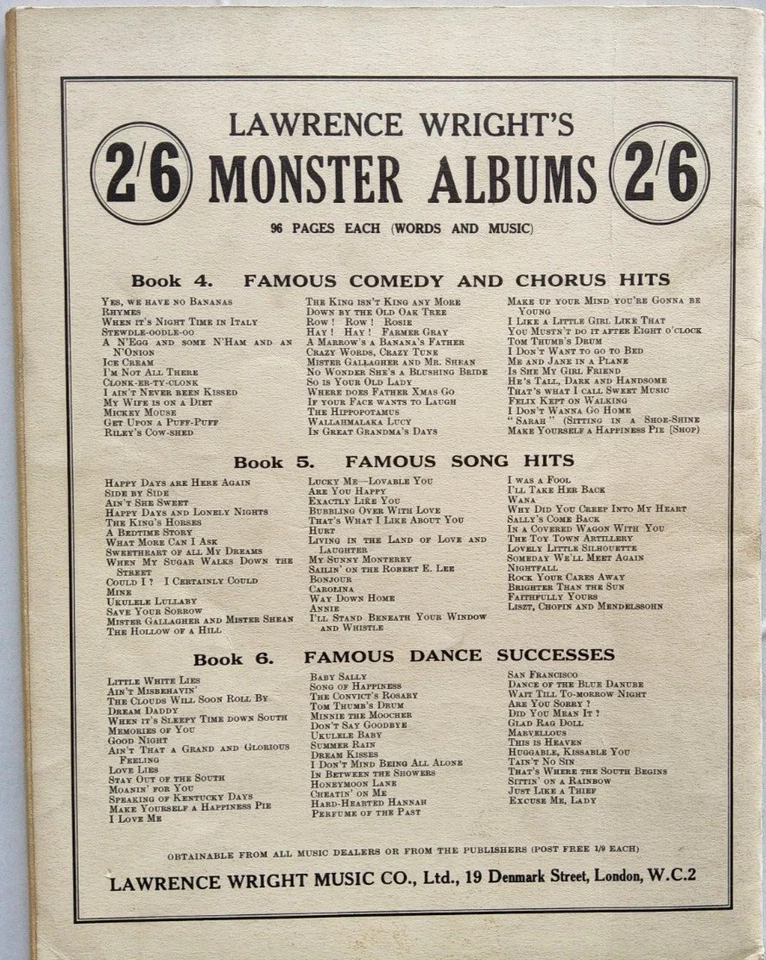 LAWRENCE WRIGHT'S
2/6 MONSTER ALBUMS 2/6
96 PAGES EACH (WORDS AND MUSIC)
Book 4. FAMOUS COMEDY AND CHORUS HITS
YES, WE HAVE NO BANANAS
RHYMES
WHEN IT'S NIGHT TIME IN ITALY
STEWDLE-OODLE-OO
A N'EGG AND SOME N'HAM AND AN
N'ONION
ICE CREAM
I'M NOT ALL THERE
CLONK-ER-TY-CLONK
I AIN'T NEVER BEEN KISSED
MY WIFE IS ON A DIET
MICKEY MOUSE
GET UPON A PUFF-PUFF
RILEY'S COW-SHED
THE KING ISN'T KING ANY MORE
DOWN BY THE OLD OAK TREE
ROW! ROW! ROSIE
HAY! HAY! FARMER GRAY
A MARROW'S A BANANA'S FATHER
CRAZY WORDS, CRAZY TUNE
MISTER GALLAGHER AND MR. SHEAN
NO WONDER SHE'S A BLUSHING BRIDE
SO IS YOUR OLD LADY
WHERE DOES FATHER XMAS GO
IF YOUR FACE WANTS TO LAUGH
THE HIPPOPOTAMUS
WALLAHMALAKA LUCY
IN GREAT GRANDMA'S DAYS
MAKE UP YOUR MIND YOU'RE GONNA BE
YOUNG
I LIKE A LITTLE GIRL LIKE THAT
YOU MUSTN'T DO IT AFTER EIGHT O'CLOCK
TOM THUMB'S DRUM
I DON'T WANT TO GO TO BED
ME AND JANE IN A PLANE
IS SHE MY GIRL FRIEND
HE'S TALL, DARK AND HANDSOME
THAT'S WHAT I CALL SWEET MUSIC
FELIX KEPT ON WALKING
I DON'T WANNA GO HOME
"SARAH" (SITTING IN A SHOE-SHINE
MAKE YOURSELF A HAPPINESS PIE [SHOP)
Book 5. FAMOUS SONG HITS
HAPPY DAYS ARE HERE AGAIN
SIDE BY SIDE
AIN'T SHE SWEET
HAPPY DAYS AND LONELY NIGHTS
THE KING'S HORSES
A BEDTIME STORY
WHAT MORE CAN I ASK
SWEETHEART OF ALL MY DREAMS
WHEN MY SUGAR WALKS DOWN THE
STREET
COULD I? I CERTAINLY COULD
MINE
UKULELE LULLABY
SAVE YOUR SORROW
MISTER GALLAGHER AND MISTER SHEAN
THE HOLLOW OF A HILL
LUCKY ME—LOVABLE YOU
ARE YOU HAPPY
EXACTLY LIKE YOU
BUBBLING OVER WITH LOVE
THAT'S WHAT I LIKE ABOUT YOU
HURT
LIVING IN THE LAND OF LOVE AND
LAUGHTER
MY SUNNY MONTEREY
SAILIN' ON THE ROBERT E. LEE
BONJOUR
CAROLINA
WAY DOWN HOME
ANNIE
I'LL STAND BENEATH YOUR WINDOW
AND WHISTLE
I WAS A FOOL
I'LL TAKE HER BACK
WANA
WHY DID YOU CREEP INTO MY HEART
SALLY'S COME BACK
IN A COVERED WAGON WITH YOU
THE TOY TOWN ARTILLERY
LOVELY LITTLE SILHOUETTE
SOMEDAY WE'LL MEET AGAIN
NIGHTFALL
ROCK YOUR CARES AWAY
BRIGHTER THAN THE SUN
FAITHFULLY YOURS
LISZT, CHOPIN AND MENDELSSOHN
Book 6. FAMOUS DANCE SUCCESSES
LITTLE WHITE LIES
AIN'T MISBEHAVIN'
THE CLOUDS WILL SOON ROLL BY
DREAM DADDY
WHEN IT'S SLEEPY TIME DOWN SOUTH
MEMORIES OF YOU
GOOD NIGHT
AIN'T THAT A GRAND AND GLORIOUS
FEELING
LOVE LIES
STAY OUT OF THE SOUTH
MOANIN' FOR YOU
SPEAKING OF KENTUCKY DAYS
MAKE YOURSELF A HAPPINESS PIE
I LOVE ME
BABY SALLY
SONG OF HAPPINESS
THE CONVICT'S ROSARY
TOM THUMB'S DRUM
MINNIE THE MOOCHER
DON'T SAY GOODBYE
UKULELE BABY
SUMMER RAIN
DREAM KISSES
I DON'T MIND BEING ALL ALONE
IN BETWEEN THE SHOWERS
HONEYMOON LANE
CHEATIN' ON ME
HARD-HEARTED HANNAH
PERFUME OF THE PAST
SAN FRANCISCO
DANCE OF THE BLUE DANUBE
WAIT TILL TO-MORROW NIGHT
ARE YOU SORRY?
DID YOU MEAN IT?
GLAD RAG DOLL
MARVELLOUS
THIS IS HEAVEN
HUGGABLE, KISSABLE YOU
TAIN'T NO SIN
THAT'S WHERE THE SOUTH BEGINS
SITTIN' ON A RAINBOW
JUST LIKE A THIEF
EXCUSE ME, LADY
OBTAINABLE FROM ALL MUSIC DEALERS OR FROM THE PUBLISHERS (POST FREE 1/9 EACH)
LAWRENCE WRIGHT MUSIC CO., Ltd., 19 Denmark Street, London, W.C.2